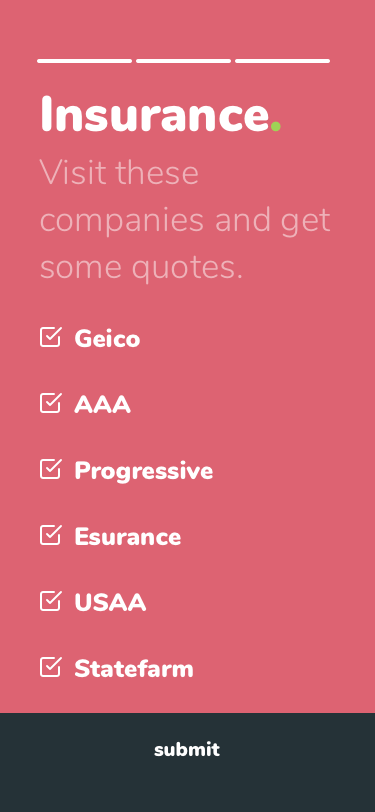 Insurance.
Visit these
companies and get
some quotes.
Geico
AAA
Progressive
Esurance
USAA
Statefarm
submit